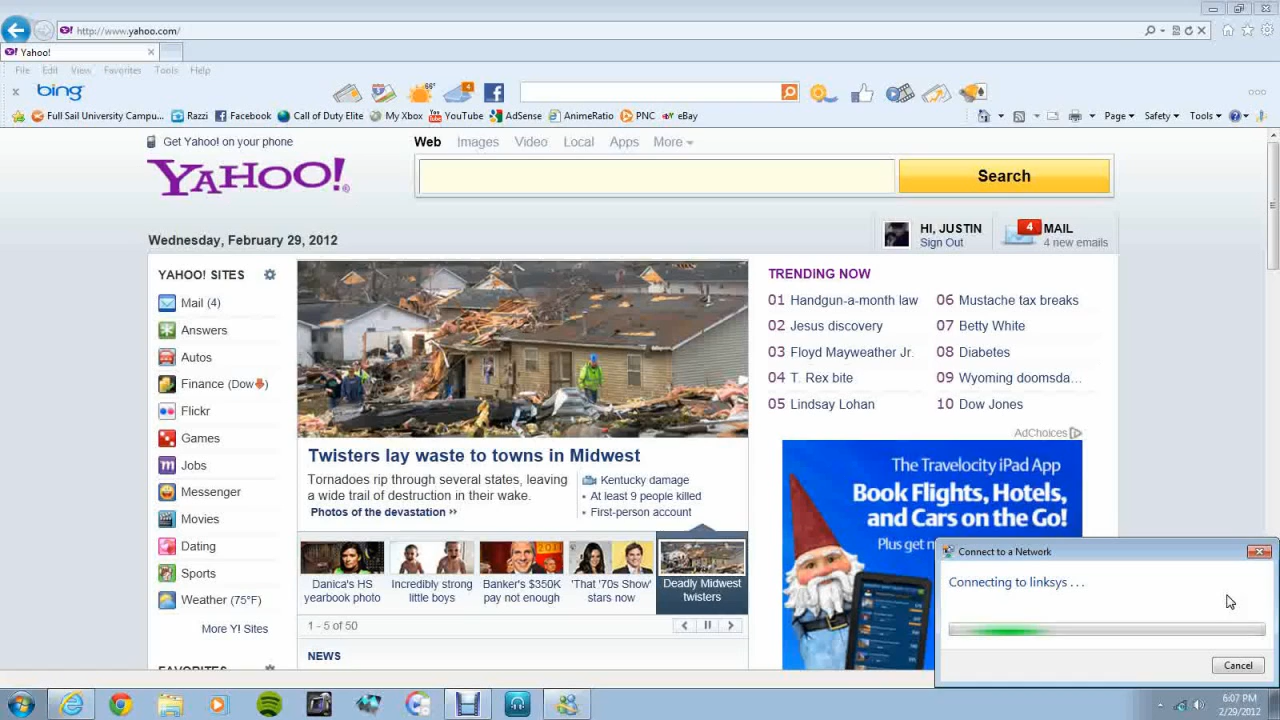 http://www.yahoo.com/
Yahoo!
File Edit View Favorites Tools Help
x bing 66° 4
Full Sail University Campu... Razzi Facebook Call of Duty Elite My Xbox YouTube AdSense AnimeRatio PNC eBay Page Safety Tools
Get Yahoo! on your phone
Web Images Video Local Apps More
YAHOO!
Search
Wednesday, February 29, 2012
4
HI, JUSTIN
Sign Out
MAIL
4 new emails
YAHOO! SITES
Mail (4)
Answers
Autos
Finance (Dow)
Flickr
Games
Jobs
Messenger
Movies
Dating
Sports
Weather (75°F)
More Y! Sites
FAVORITES
Twisters lay waste to towns in Midwest
Tornadoes rip through several states, leaving
a wide trail of destruction in their wake.
Photos of the devastation »
Kentucky damage
• At least 9 people killed
• First-person account
Danica's HS
yearbook photo
Incredibly strong
little boys
Banker's $350K
pay not enough
'That '70s Show'
stars now
Deadly Midwest
twisters
1 - 5 of 50
NEWS
TRENDING NOW
01 Handgun-a-month law
02 Jesus discovery
03 Floyd Mayweather Jr.
04 T. Rex bite
05 Lindsay Lohan
06 Mustache tax breaks
07 Betty White
08 Diabetes
09 Wyoming doomsda...
10 Dow Jones
AdChoices
The Travelocity iPad App
Book Flights, Hotels,
and Cars on the Go!
Plus get
Connect to a Network
Connecting to linksys . . .
Cancel
6:07 PM
2/29/2012